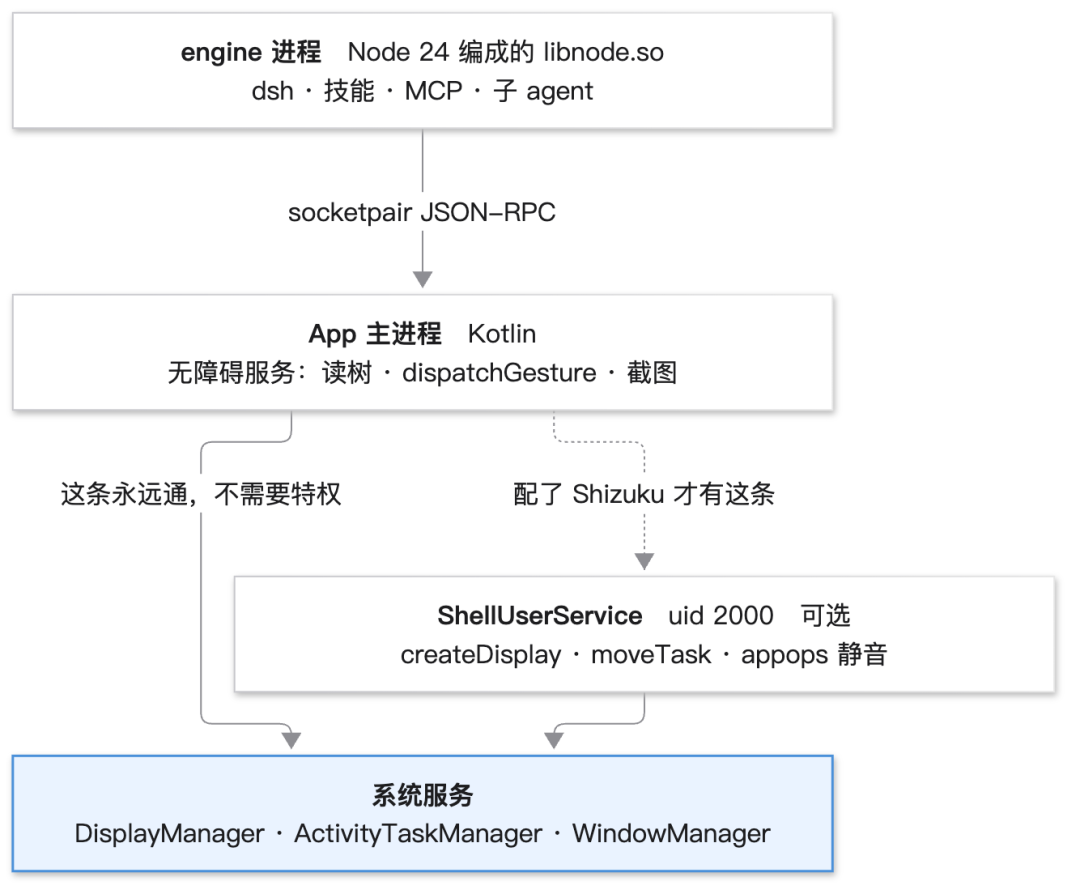 engine 进程 Node 24 编成的 libnode.so
dsh · 技能 · MCP · 子 agent
socketpair JSON-RPC
App 主进程 Kotlin
无障碍服务：读树 · dispatchGesture · 截图
这条永远通，不需要特权
配了 Shizuku 才有这条
ShellUserService uid 2000 可选
createDisplay · moveTask · appops 静音
系统服务
DisplayManager · ActivityTaskManager · WindowManager